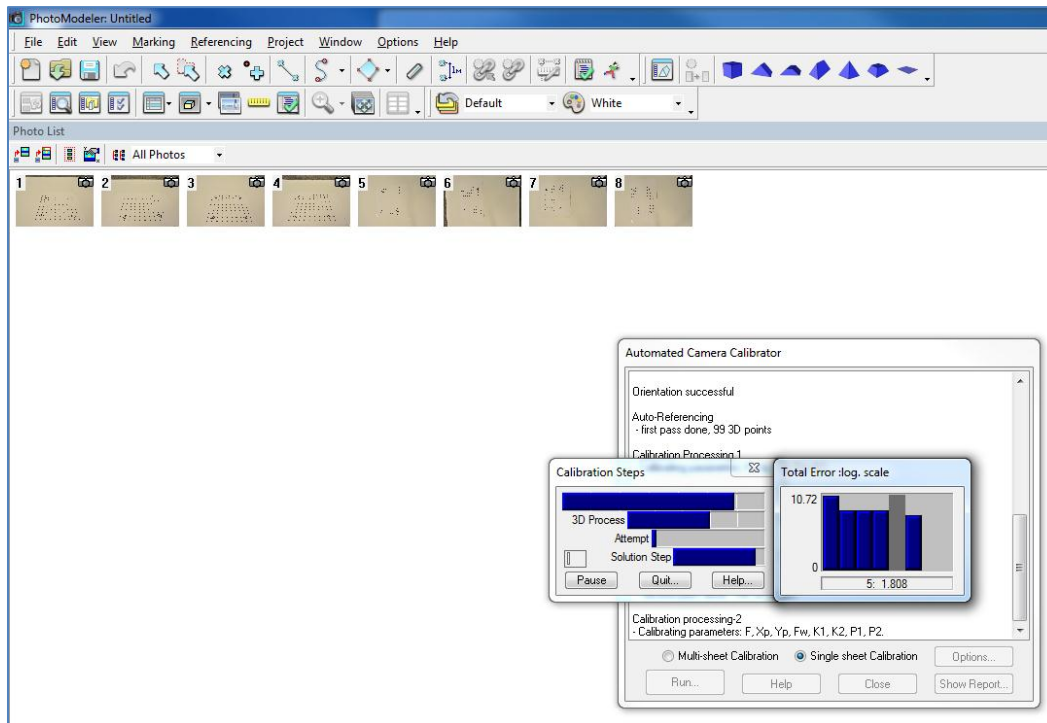 PhotoModeler: Untitled
File Edit View Marking Referencing Project Window Options Help
Default White
Photo List
All Photos
1 2 3 4 5 6 7 8
Automated Camera Calibrator
Orientation successful
Auto-Referencing
- first pass done, 99 3D points
Calibration Processing 1
Calibration Steps
3D Process
Attempt
Solution Step
Pause Quit... Help...
Total Error :log. scale
10.72
0
5: 1.808
Calibration processing-2
- Calibrating parameters: F, Xp, Yp, Fw, K1, K2, P1, P2.
Multi-sheet Calibration Single sheet Calibration Options...
Run... Help Close Show Report...